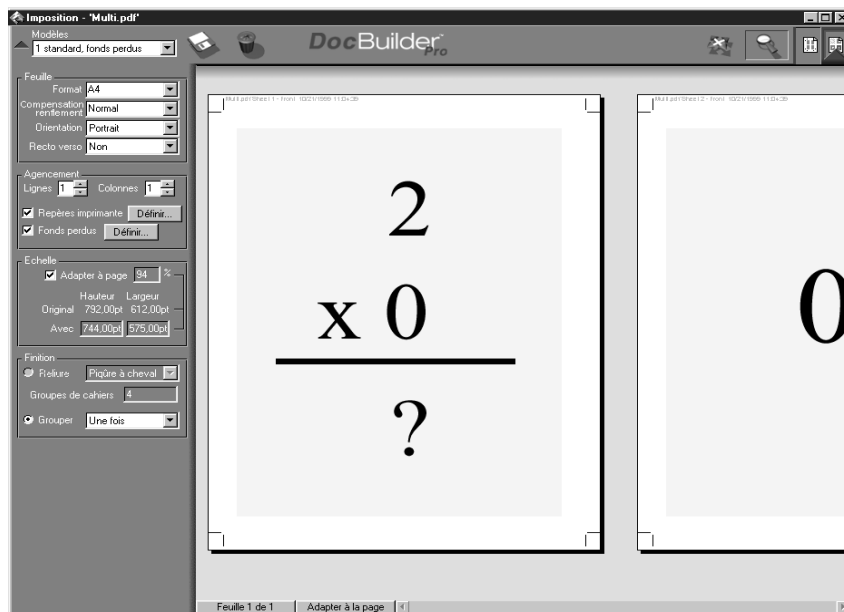 Imposition - 'Multi.pdf'
Modèles
1 standard, fonds perdus
DocBuilder Pro
Feuille
Format A4
Compensation renflement Normal
Orientation Portrait
Recto verso Non
Agencement
Lignes 1 Colonnes 1
Repères imprimante Définir...
Fonds perdus Définir...
Echelle
Adapter à page 94 %
Hauteur Largeur
Original 792,00pt 612,00pt
Avec 744,00pt 575,00pt
Finition
Reliure Piqûre à cheval
Groupes de cahiers 4
Grouper Une fois
2
x 0
?
0
Feuille 1 de 1 Adapter à la page